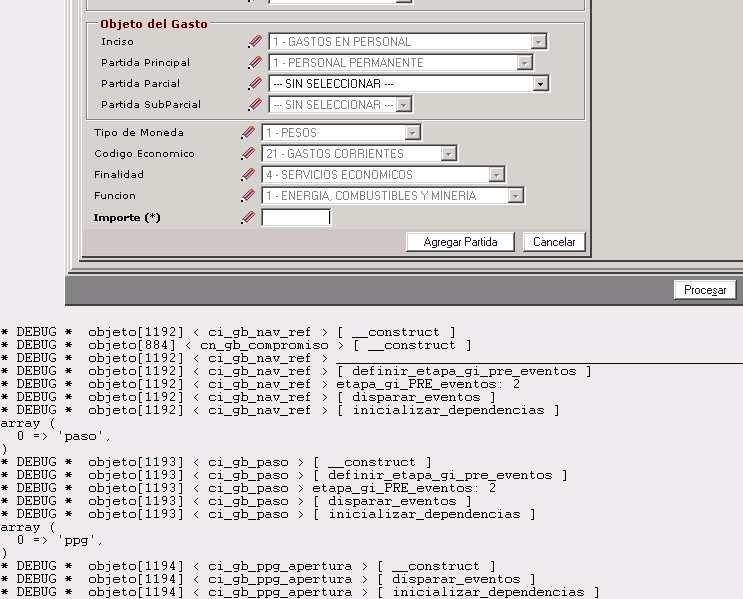 Objeto del Gasto
Inciso 1 - GASTOS EN PERSONAL
Partida Principal 1 - PERSONAL PERMANENTE
Partida Parcial --- SIN SELECCIONAR ---
Partida SubParcial --- SIN SELECCIONAR ---
Tipo de Moneda 1 - PESOS
Codigo Economico 21 - GASTOS CORRIENTES
Finalidad 4 - SERVICIOS ECONOMICOS
Funcion 1 - ENERGIA, COMBUSTIBLES Y MINERIA
Importe (*)
Agregar Partida Cancelar
Procesar
* DEBUG *  objeto[1192] < ci_gb_nav_ref > [ __construct ]
* DEBUG *  objeto[884] < cn_gb_compromiso > [ __construct ]
* DEBUG *  objeto[1192] < ci_gb_nav_ref > ____________________________________________________
* DEBUG *  objeto[1192] < ci_gb_nav_ref > [ definir_etapa_gi_pre_eventos ]
* DEBUG *  objeto[1192] < ci_gb_nav_ref > etapa_gi_PRE_eventos: 2
* DEBUG *  objeto[1192] < ci_gb_nav_ref > [ disparar_eventos ]
* DEBUG *  objeto[1192] < ci_gb_nav_ref > [ inicializar_dependencias ]
array (
  0 => 'paso',
)
* DEBUG *  objeto[1193] < ci_gb_paso > [ __construct ]
* DEBUG *  objeto[1193] < ci_gb_paso > [ definir_etapa_gi_pre_eventos ]
* DEBUG *  objeto[1193] < ci_gb_paso > etapa_gi_PRE_eventos: 2
* DEBUG *  objeto[1193] < ci_gb_paso > [ disparar_eventos ]
* DEBUG *  objeto[1193] < ci_gb_paso > [ inicializar_dependencias ]
array (
  0 => 'ppg',
)
* DEBUG *  objeto[1194] < ci_gb_ppg_apertura > [ __construct ]
* DEBUG *  objeto[1194] < ci_gb_ppg_apertura > [ disparar_eventos ]
* DEBUG *  objeto[1194] < ci_gb_ppg_apertura > [ inicializar_dependencias ]